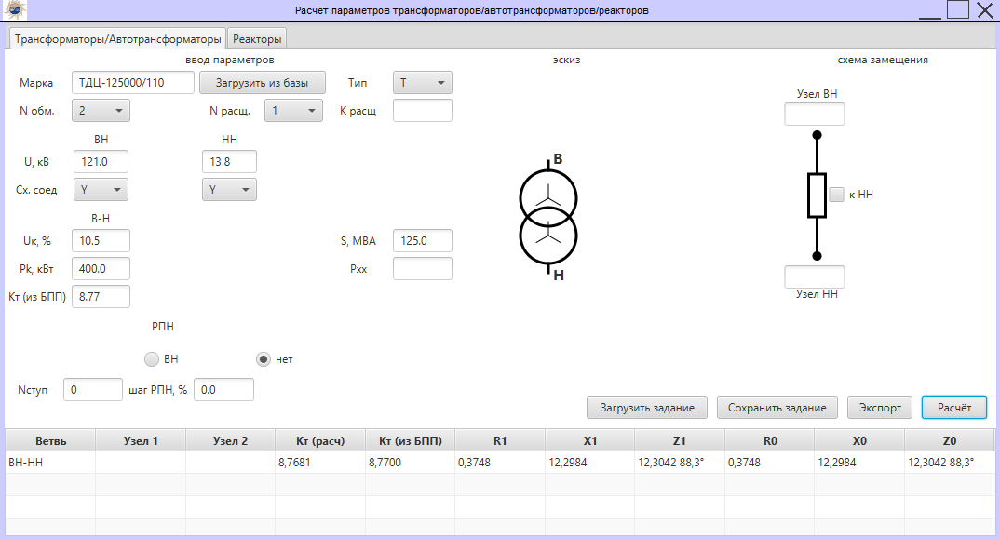 Расчёт параметров трансформаторов/автотрансформаторов/реакторов
Трансформаторы/Автотрансформаторы Реакторы
ввод параметров эскиз схема замещения
Марка ТДЦ-125000/110 Загрузить из базы Тип Т
N обм. 2 N расщ. 1 К расщ
Узел ВН
ВН НН
U, кВ 121.0 13.8
В
Сх. соед Y Y
к НН
В-Н
Uк, % 10.5 S, МВА 125.0
Pk, кВт 400.0 Pхх
Н
Кт (из БПП) 8.77
Узел НН
РПН
ВН нет
Nступ 0 шаг РПН, % 0.0
Загрузить задание Сохранить задание Экспорт Расчёт
Ветвь Узел 1 Узел 2 Кт (расч) Кт (из БПП) R1 X1 Z1 R0 X0 Z0
ВН-НН 8,7681 8,7700 0,3748 12,2984 12,3042 88,3° 0,3748 12,2984 12,3042 88,3°